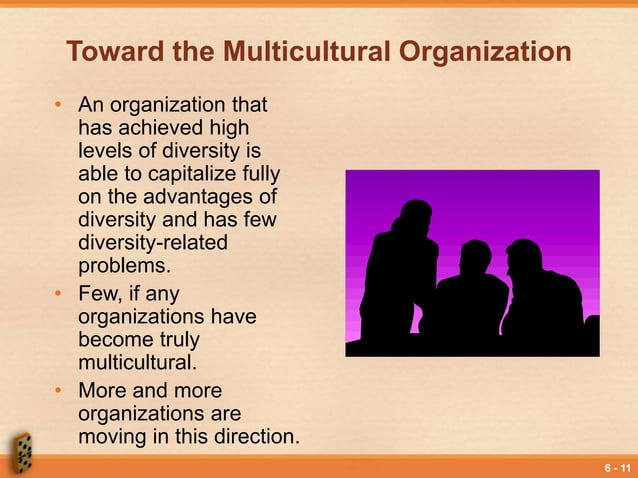 Toward the Multicultural Organization
• An organization that
has achieved high
levels of diversity is
able to capitalize fully
on the advantages of
diversity and has few
diversity-related
problems.
• Few, if any
organizations have
become truly
multicultural.
• More and more
organizations are
moving in this direction.
6 - 11